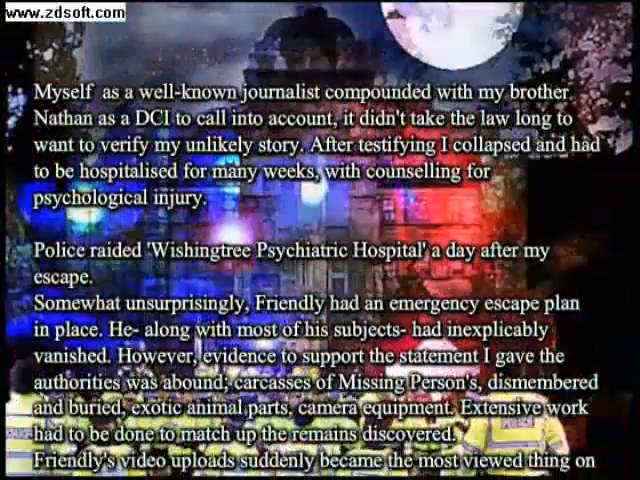 www.zdsoft.com
Myself as a well-known journalist compounded with my brother.
Nathan as a DCI to call into account, it didn't take the law long to
want to verify my unlikely story. After testifying I collapsed and had
to be hospitalised for many weeks, with counselling for
psychological injury.
Police raided 'Wishingtree Psychiatric Hospital' a day after my
escape.
Somewhat unsurprisingly, Friendly had an emergency escape plan
in place. He- along with most of his subjects- had inexplicably
vanished. However, evidence to support the statement I gave the
authorities was abound; carcasses of Missing Person's, dismembered
and buried, exotic animal parts, camera equipment. Extensive work
had to be done to match up the remains discovered.
Friendly's video uploads suddenly became the most viewed thing on